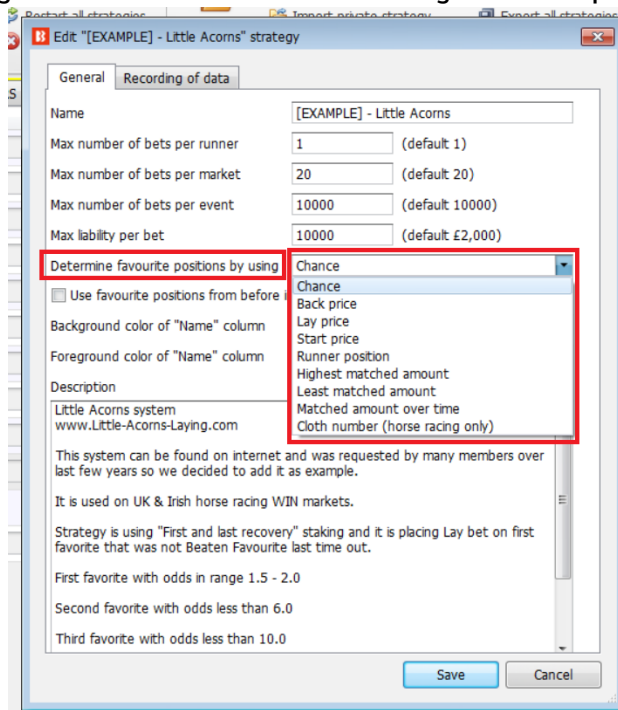 Restart all strategies
Import private strategy
Export all strategies
Edit "[EXAMPLE] - Little Acorns" strategy
General
Recording of data
Name
[EXAMPLE] - Little Acorns
Max number of bets per runner
1
(default 1)
Max number of bets per market
20
(default 20)
Max number of bets per event
10000
(default 10000)
Max liability per bet
10000
(default £2,000)
Determine favourite positions by using
Chance
Chance
Back price
Lay price
Start price
Runner position
Highest matched amount
Least matched amount
Matched amount over time
Cloth number (horse racing only)
Use favourite positions from before i
Background color of "Name" column
Foreground color of "Name" column
Description
Little Acorns system
www.Little-Acorns-Laying.com
This system can be found on internet and was requested by many members over
last few years so we decided to add it as example.
It is used on UK & Irish horse racing WIN markets.
Strategy is using "First and last recovery" staking and it is placing Lay bet on first
favorite that was not Beaten Favourite last time out.
First favorite with odds in range 1.5 - 2.0
Second favorite with odds less than 6.0
Third favorite with odds less than 10.0
Save
Cancel